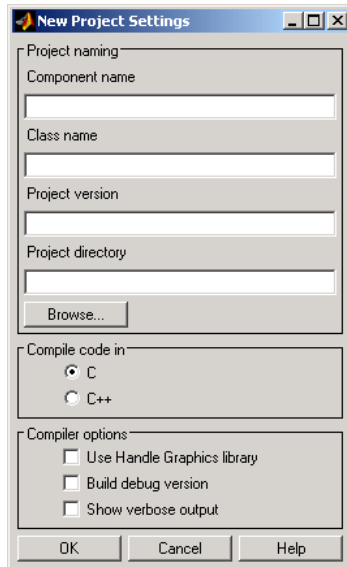 New Project Settings
Project naming
Component name
Class name
Project version
Project directory
Browse...
Compile code in
C
C++
Compiler options
Use Handle Graphics library
Build debug version
Show verbose output
OK Cancel Help